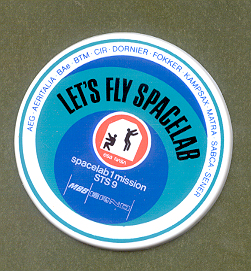 AEG · AERITALIA · BAe · BTM · CIR · DORNIER · FOKKER · KAMPSAX · MATRA · SABCA · SENER
LET'S FLY SPACELAB
spacelab 1 mission
STS 9
MBB ERNO